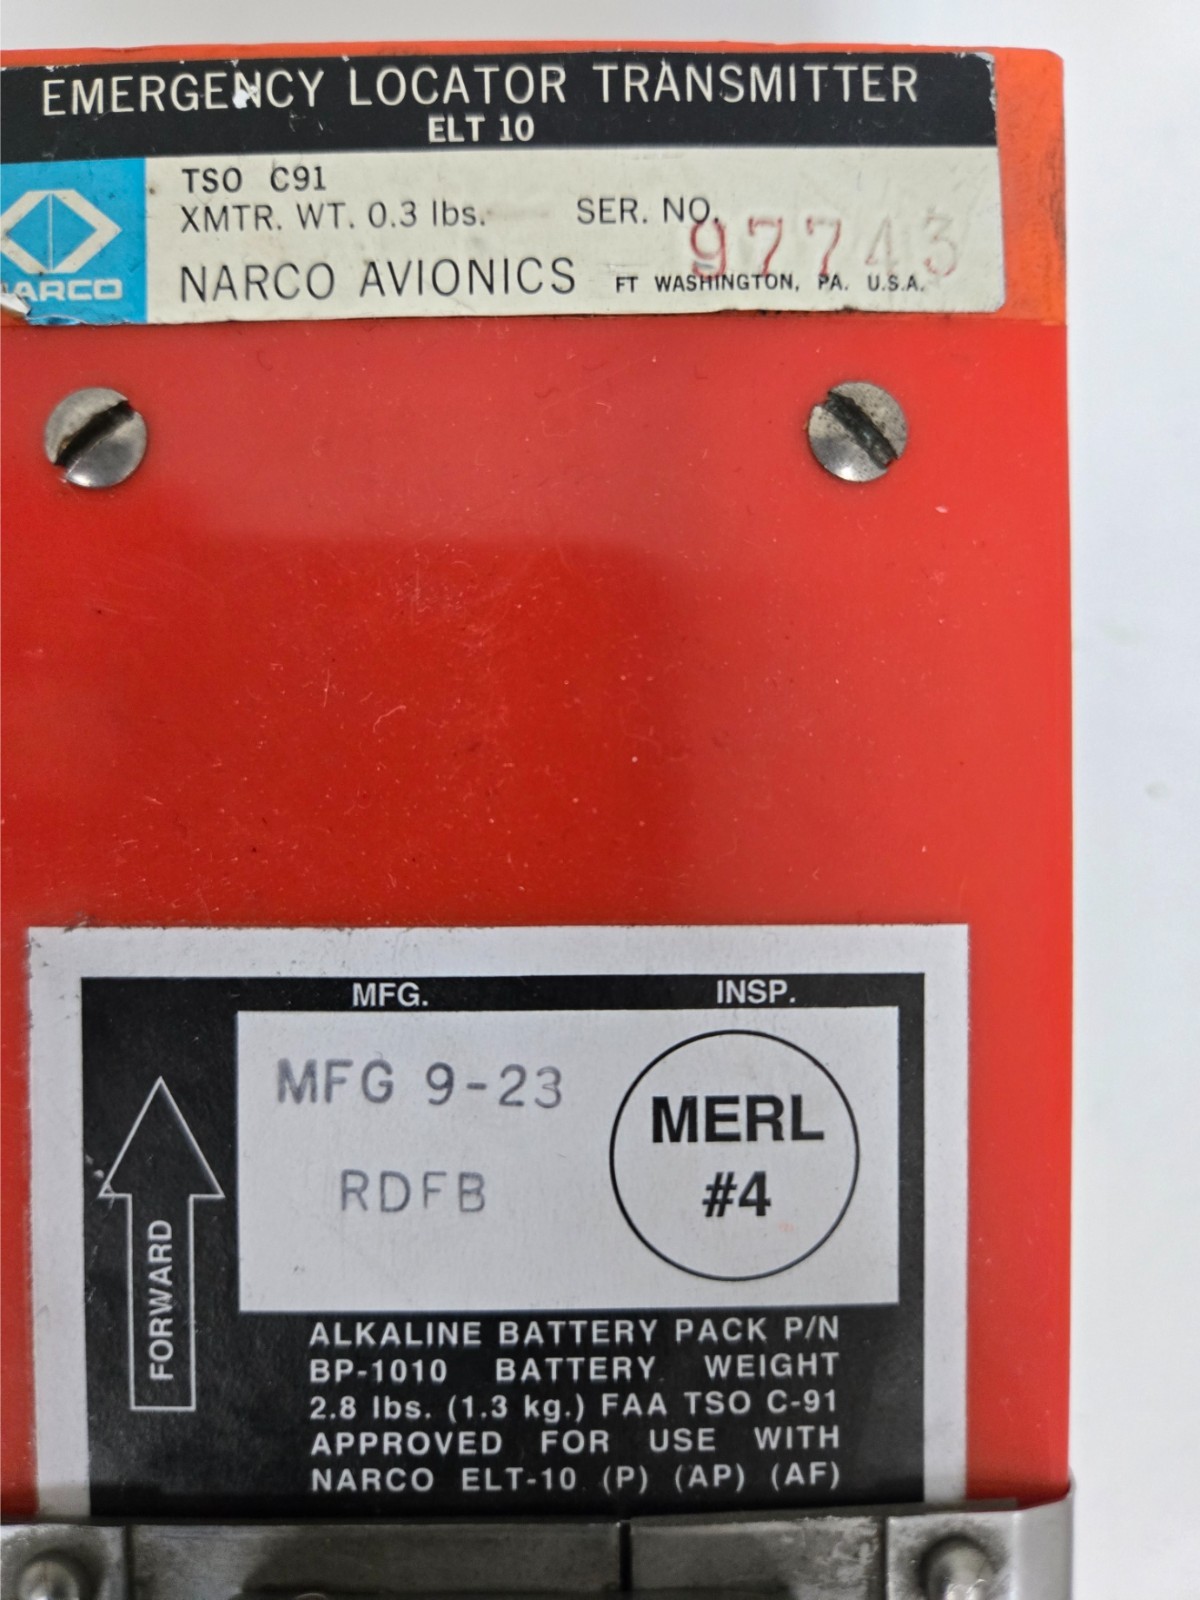 EMERGENCY LOCATOR TRANSMITTER
ELT 10
TSO C91
XMTR. WT. 0.3 lbs. SER. NO. 97743
NARCO
NARCO AVIONICS FT WASHINGTON, PA. U.S.A.
MFG. INSP.
MFG 9-23
RDFB
MERL
#4
FORWARD
ALKALINE BATTERY PACK P/N
BP-1010 BATTERY WEIGHT
2.8 lbs. (1.3 kg.) FAA TSO C-91
APPROVED FOR USE WITH
NARCO ELT-10 (P) (AP) (AF)